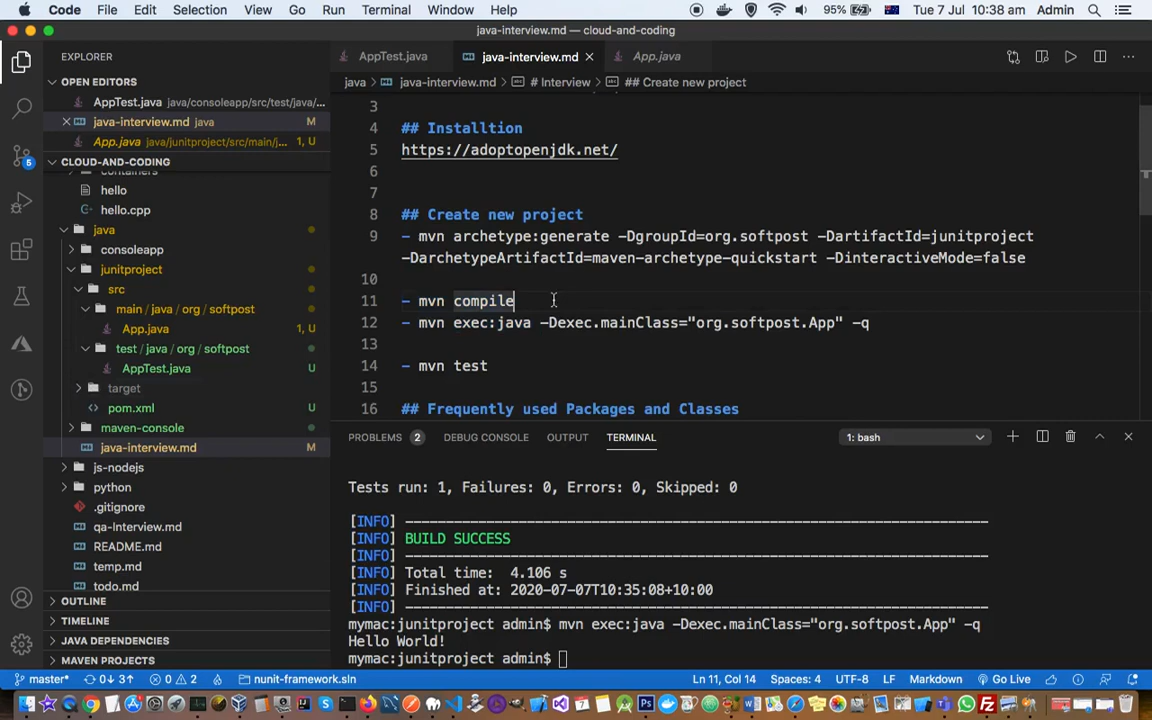 Code File Edit Selection View Go Run Terminal Window Help 95% Tue 7 Jul 10:38 am Admin
java-interview.md — cloud-and-coding
EXPLORER
AppTest.java java-interview.md App.java
OPEN EDITORS
java java-interview.md # Interview ## Create new project
AppTest.java java/consoleapp/src/test/java/...
java-interview.md java M
App.java java/junitproject/src/main/j... 1, U
CLOUD-AND-CODING
containers
hello
hello.cpp
java
consoleapp
junitproject
src
main / java / org / softpost
App.java 1, U
test / java / org / softpost
AppTest.java U
target
pom.xml U
maven-console
java-interview.md M
js-nodejs
python
.gitignore
qa-Interview.md
README.md
temp.md
todo.md
OUTLINE
TIMELINE
JAVA DEPENDENCIES
MAVEN PROJECTS
5
3
4 ## Installtion
5 https://adoptopenjdk.net/
6
7
8 ## Create new project
9 - mvn archetype:generate -DgroupId=org.softpost -DartifactId=junitproject
-DarchetypeArtifactId=maven-archetype-quickstart -DinteractiveMode=false
10
11 - mvn compile
12 - mvn exec:java -Dexec.mainClass="org.softpost.App" -q
13
14 - mvn test
15
16 ## Frequently used Packages and Classes
PROBLEMS 2 DEBUG CONSOLE OUTPUT TERMINAL 1: bash
Tests run: 1, Failures: 0, Errors: 0, Skipped: 0
[INFO] ------------------------------------------------------------------------
[INFO] BUILD SUCCESS
[INFO] ------------------------------------------------------------------------
[INFO] Total time: 4.106 s
[INFO] Finished at: 2020-07-07T10:35:08+10:00
[INFO] ------------------------------------------------------------------------
mymac:junitproject admin$ mvn exec:java -Dexec.mainClass="org.softpost.App" -q
Hello World!
mymac:junitproject admin$
master* 0↓ 3↑ 0 2 nunit-framework.sln Ln 11, Col 14 Spaces: 4 UTF-8 LF Markdown Go Live